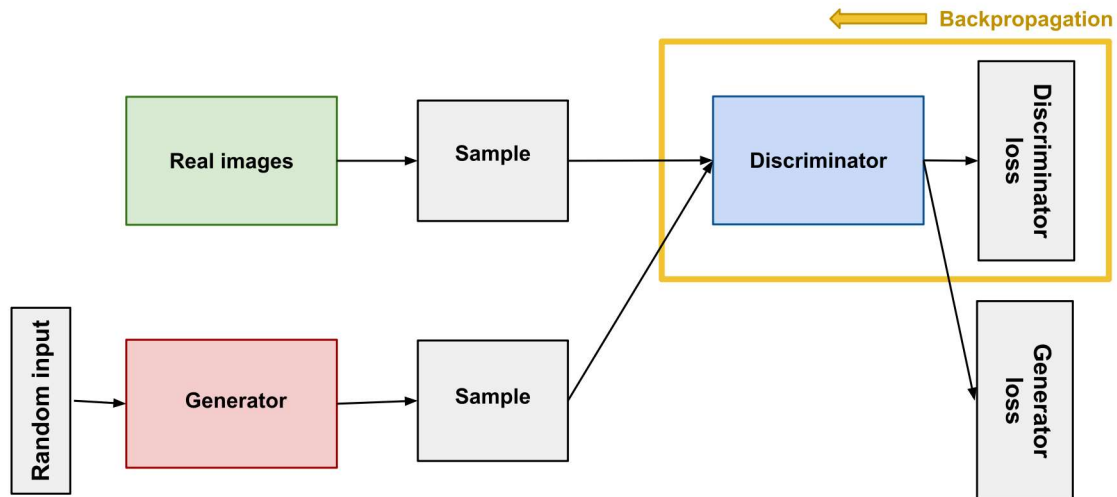 Backpropagation
Real images
Sample
Discriminator
Discriminator
loss
Random input
Generator
Sample
Generator
loss